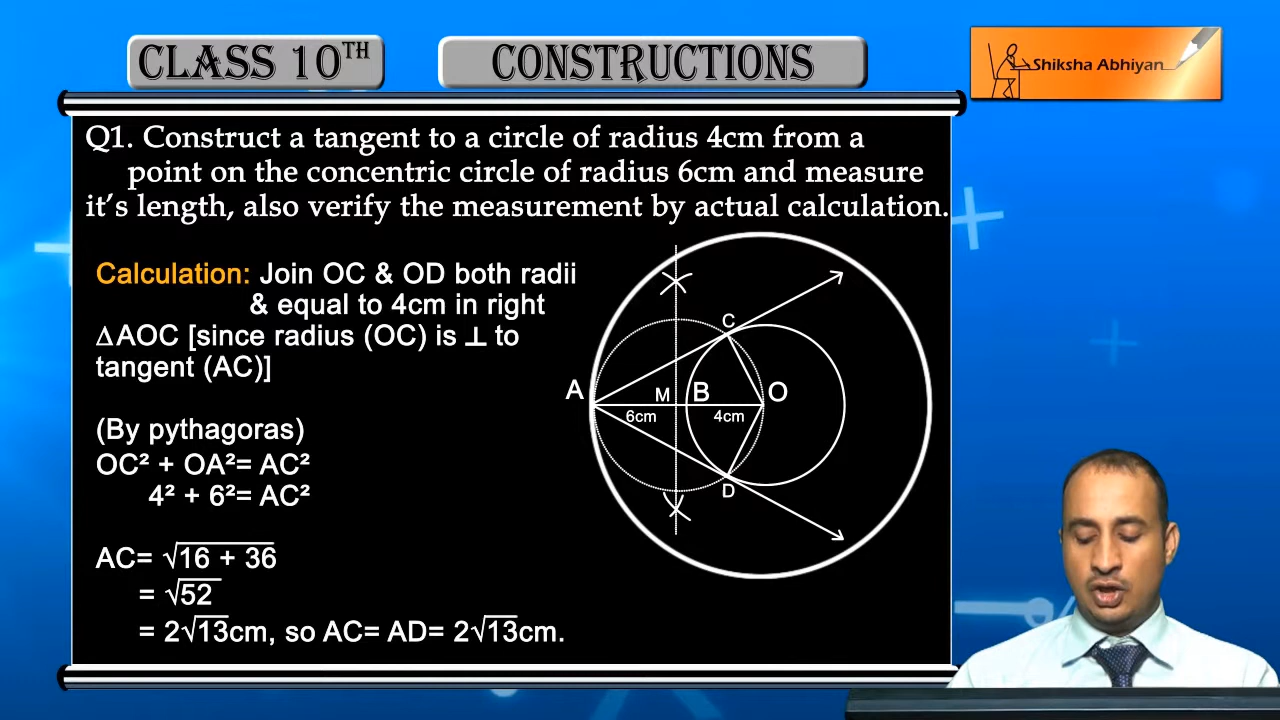 CLASS 10TH
CONSTRUCTIONS
Shiksha Abhiyan
Q1. Construct a tangent to a circle of radius 4cm from a
point on the concentric circle of radius 6cm and measure
it's length, also verify the measurement by actual calculation.
Calculation: Join OC & OD both radii
& equal to 4cm in right
∆AOC [since radius (OC) is ⊥ to
tangent (AC)]
(By pythagoras)
OC² + OA²= AC²
4² + 6²= AC²
AC= √16 + 36
= √52
= 2√13cm, so AC= AD= 2√13cm.
C
A
M
B
O
6cm
4cm
D